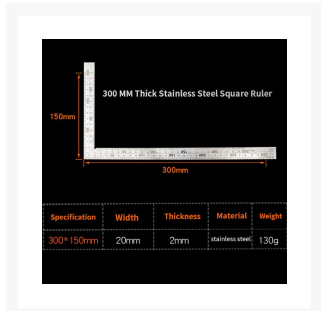 300 MM Thick Stainless Steel Square Ruler
150mm
300mm
Specification Width Thickness Material Weight
300*150mm 20mm 2mm stainless steel 130g